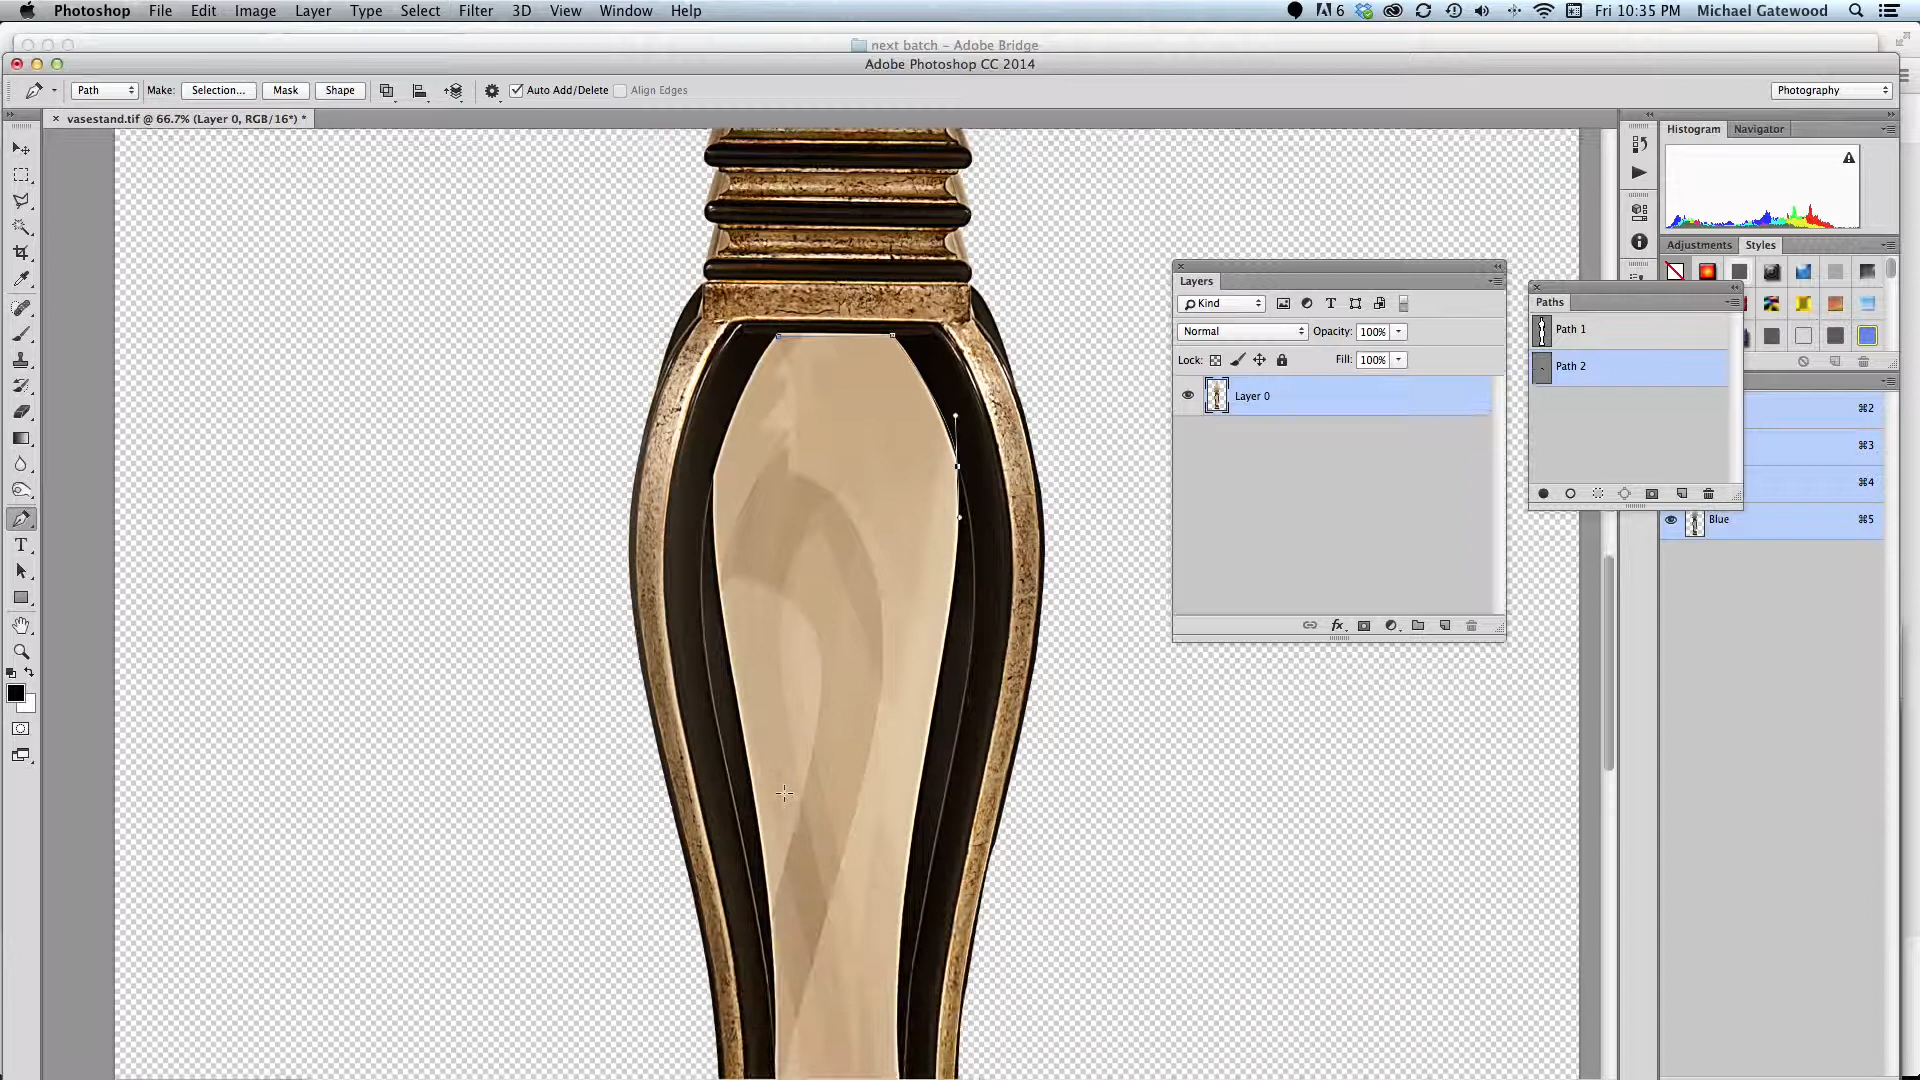 Photoshop File Edit Image Layer Type Select Filter 3D View Window Help 6 Fri 10:35 PM Michael Gatewood
next batch – Adobe Bridge
Adobe Photoshop CC 2014
Path Make: Selection... Mask Shape Auto Add/Delete Align Edges Photography
vasestand.tif @ 66.7% (Layer 0, RGB/16*) *
Histogram Navigator
Adjustments Styles
Layers
Kind
Normal Opacity: 100%
Lock: Fill: 100%
Layer 0
Paths
Path 1
Path 2
⌘2
⌘3
⌘4
Blue ⌘5